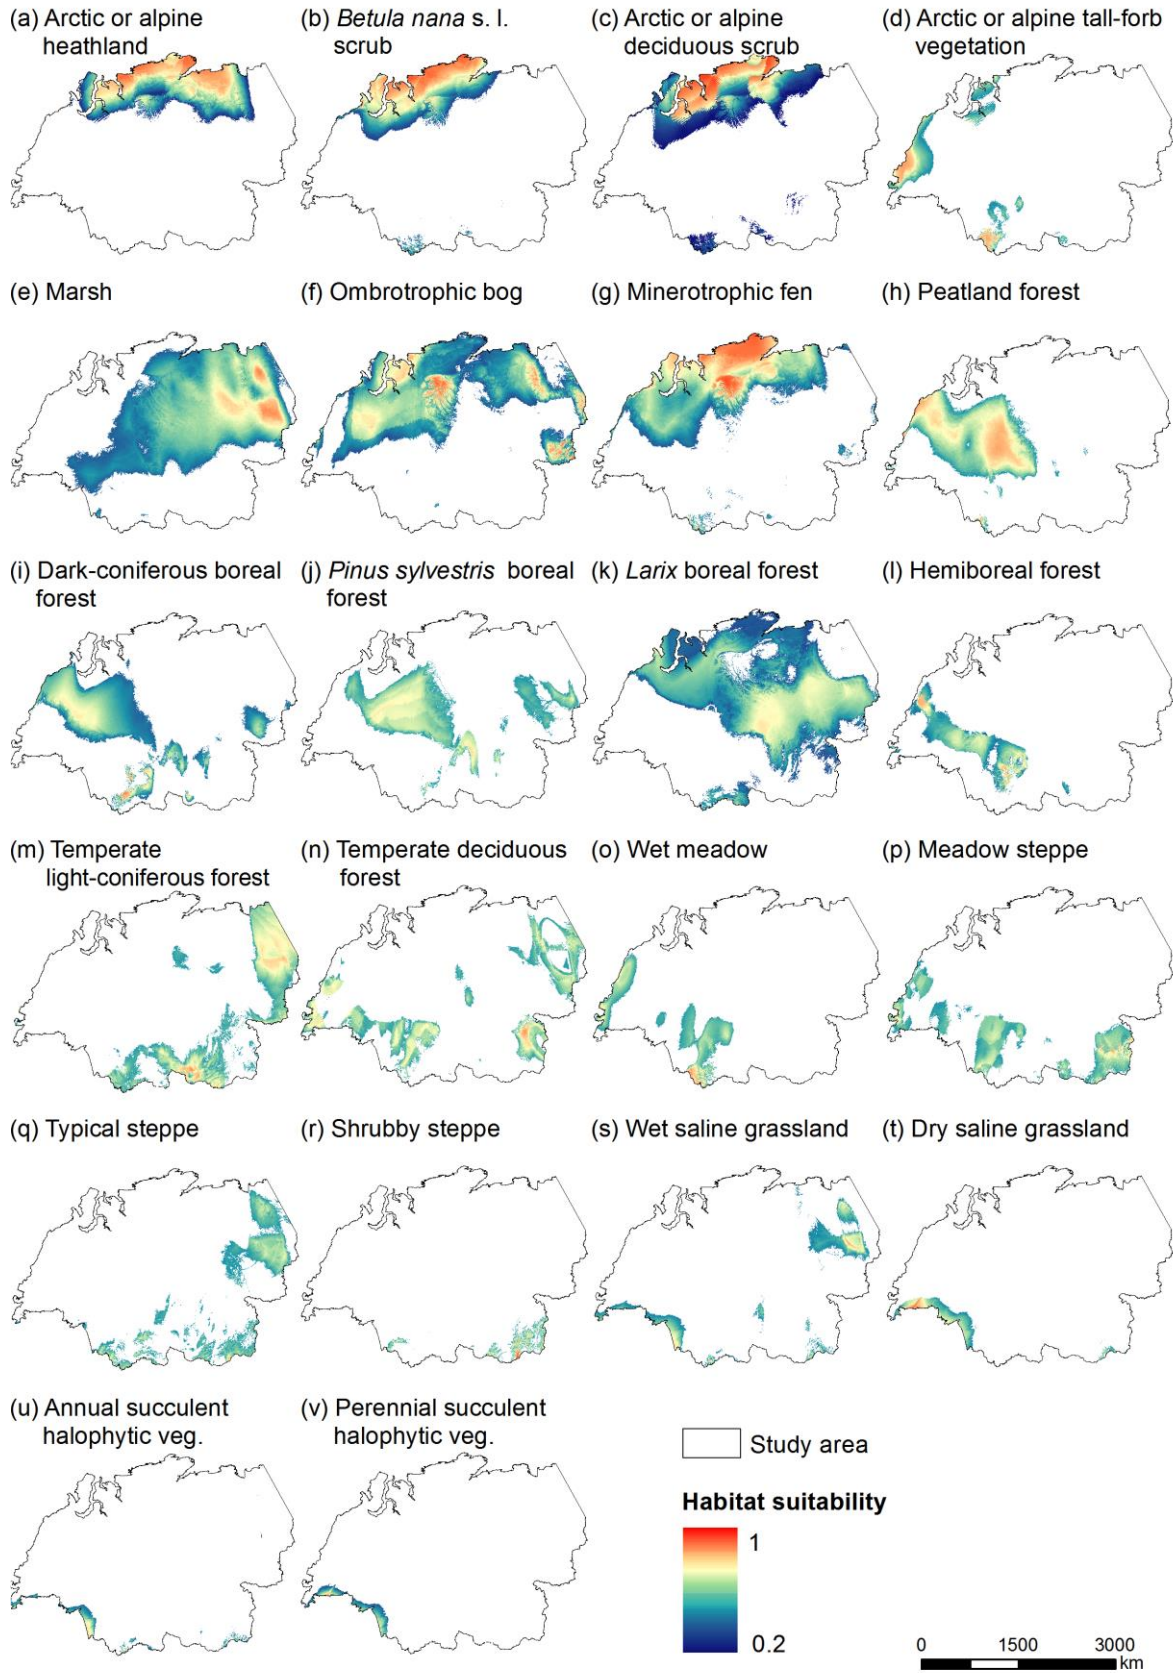 (a) Arctic or alpine
heathland
(b) Betula nana s. l.
scrub
(c) Arctic or alpine
deciduous scrub
(d) Arctic or alpine tall-forb
vegetation
(e) Marsh
(f) Ombrotrophic bog
(g) Minerotrophic fen
(h) Peatland forest
(i) Dark-coniferous boreal
forest
(j) Pinus sylvestris boreal
forest
(k) Larix boreal forest
(l) Hemiboreal forest
(m) Temperate
light-coniferous forest
(n) Temperate deciduous
forest
(o) Wet meadow
(p) Meadow steppe
(q) Typical steppe
(r) Shrubby steppe
(s) Wet saline grassland
(t) Dry saline grassland
(u) Annual succulent
halophytic veg.
(v) Perennial succulent
halophytic veg.
Study area
Habitat suitability
1
0.2
0 1500 3000
km